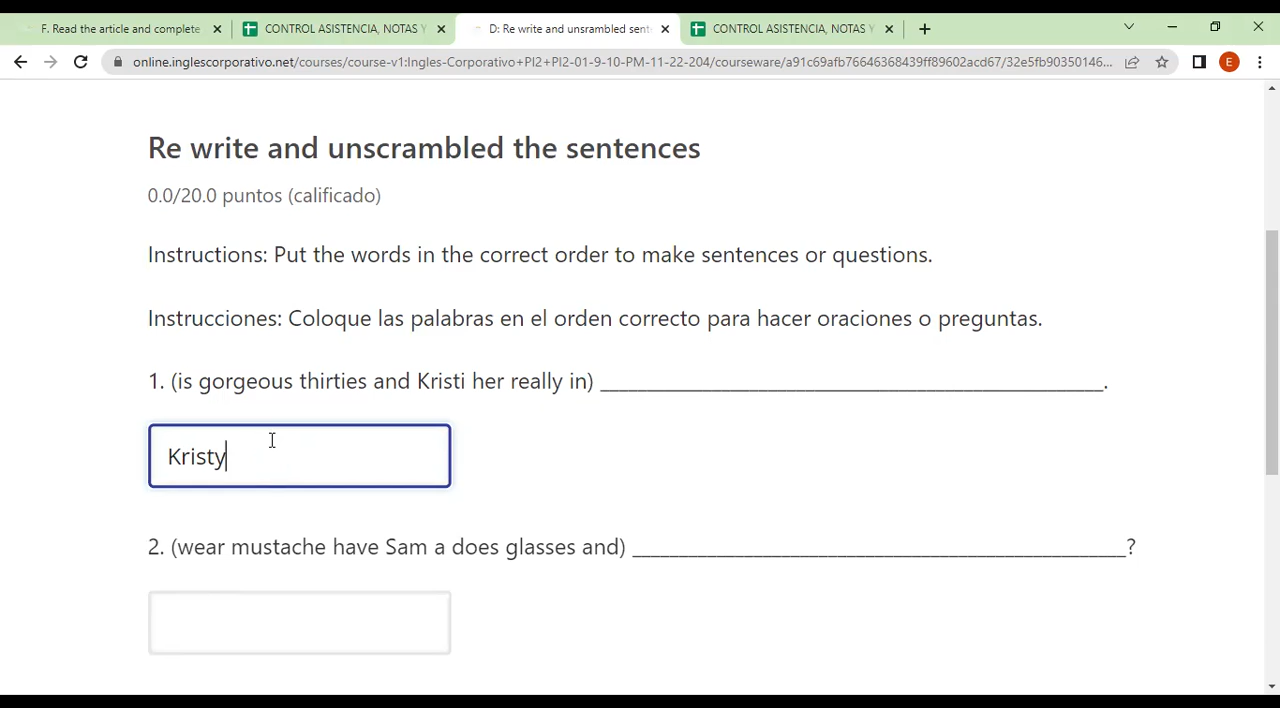 F. Read the article and complete
CONTROL ASISTENCIA, NOTAS Y
D: Re write and unscrambled sent
CONTROL ASISTENCIA, NOTAS Y
online.inglescorporativo.net/courses/course-v1:Ingles-Corporativo+PI2+PI2-01-9-10-PM-11-22-204/courseware/a91c69afb76646368439ff89602acd67/32e5fb90350146...
E
Re write and unscrambled the sentences
0.0/20.0 puntos (calificado)
Instructions: Put the words in the correct order to make sentences or questions.
Instrucciones: Coloque las palabras en el orden correcto para hacer oraciones o preguntas.
1. (is gorgeous thirties and Kristi her really in) ________________________________________.
Kristy
2. (wear mustache have Sam a does glasses and) ________________________________________?